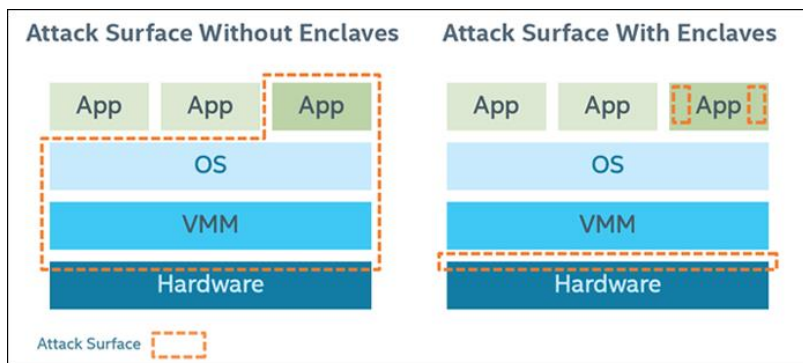 Attack Surface Without Enclaves
App
App
App
OS
VMM
Hardware
Attack Surface
Attack Surface With Enclaves
App
App
App
OS
VMM
Hardware